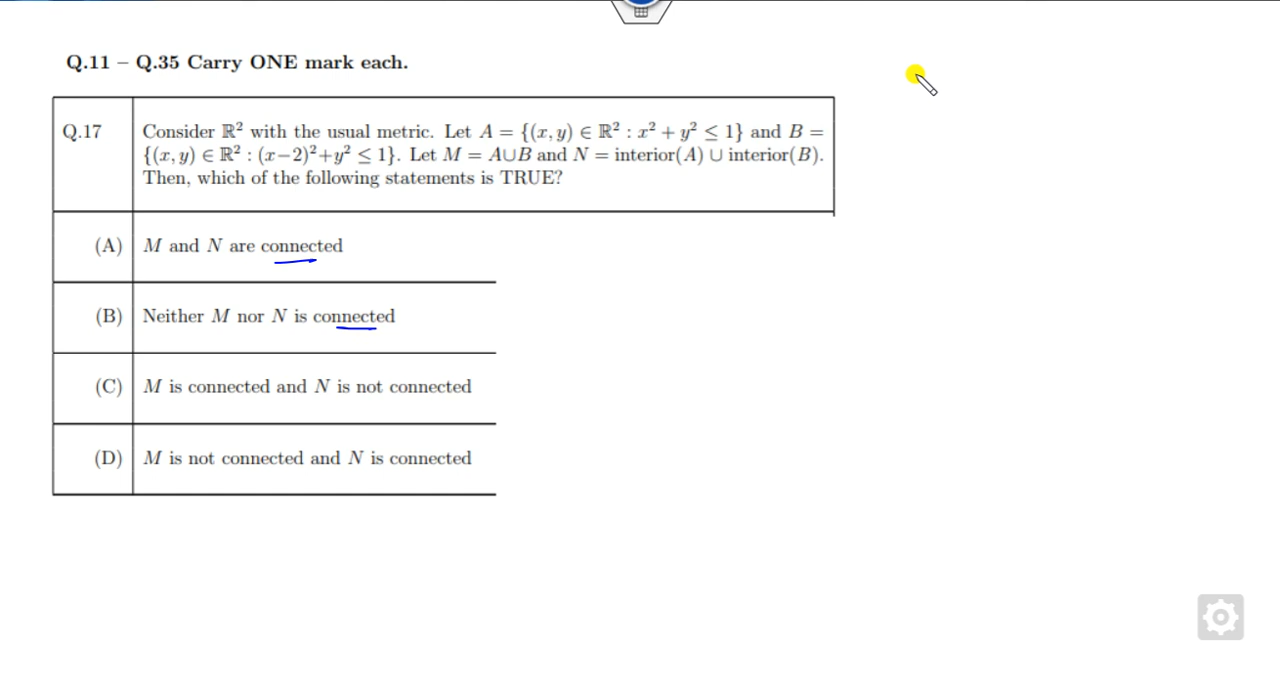 Q.11 – Q.35 Carry ONE mark each.
Q.17 Consider ℝ² with the usual metric. Let A = {(x, y) ∈ ℝ² : x² + y² ≤ 1} and B =
{(x, y) ∈ ℝ² : (x−2)²+y² ≤ 1}. Let M = A∪B and N = interior(A) ∪ interior(B).
Then, which of the following statements is TRUE?
(A) M and N are connected
(B) Neither M nor N is connected
(C) M is connected and N is not connected
(D) M is not connected and N is connected